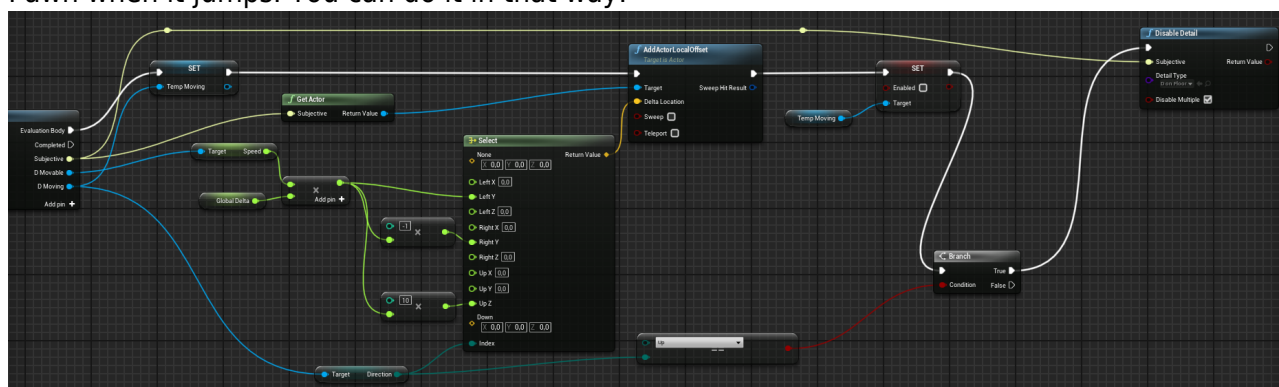 Pawn when it jumps. You can do it in that way:
Disable Detail
Subjective
Return Value
Detail Type
Iron Floor
Disable Multiple
AddActorLocalOffset
Target is Actor
Target
Sweep Hit Result
Delta Location
Sweep
Teleport
SET
Temp Moving
SET
Enabled
Target
Temp Moving
Get Actor
Subjective
Return Value
Evaluation Body
Completed
Subjective
D Movable
D Moving
Add pin +
Target
Speed
Global Delta
X
Add pin +
-1
X
10
X
Select
None
Return Value
X 0,0 Y 0,0 Z 0,0
Left X 0,0
Left Y
Left Z 0,0
Right X 0,0
Right Y
Right Z 0,0
Up X 0,0
Up Y 0,0
Up Z
Down
X 0,0 Y 0,0 Z 0,0
Index
Target
Direction
Up
==
Branch
True
Condition
False